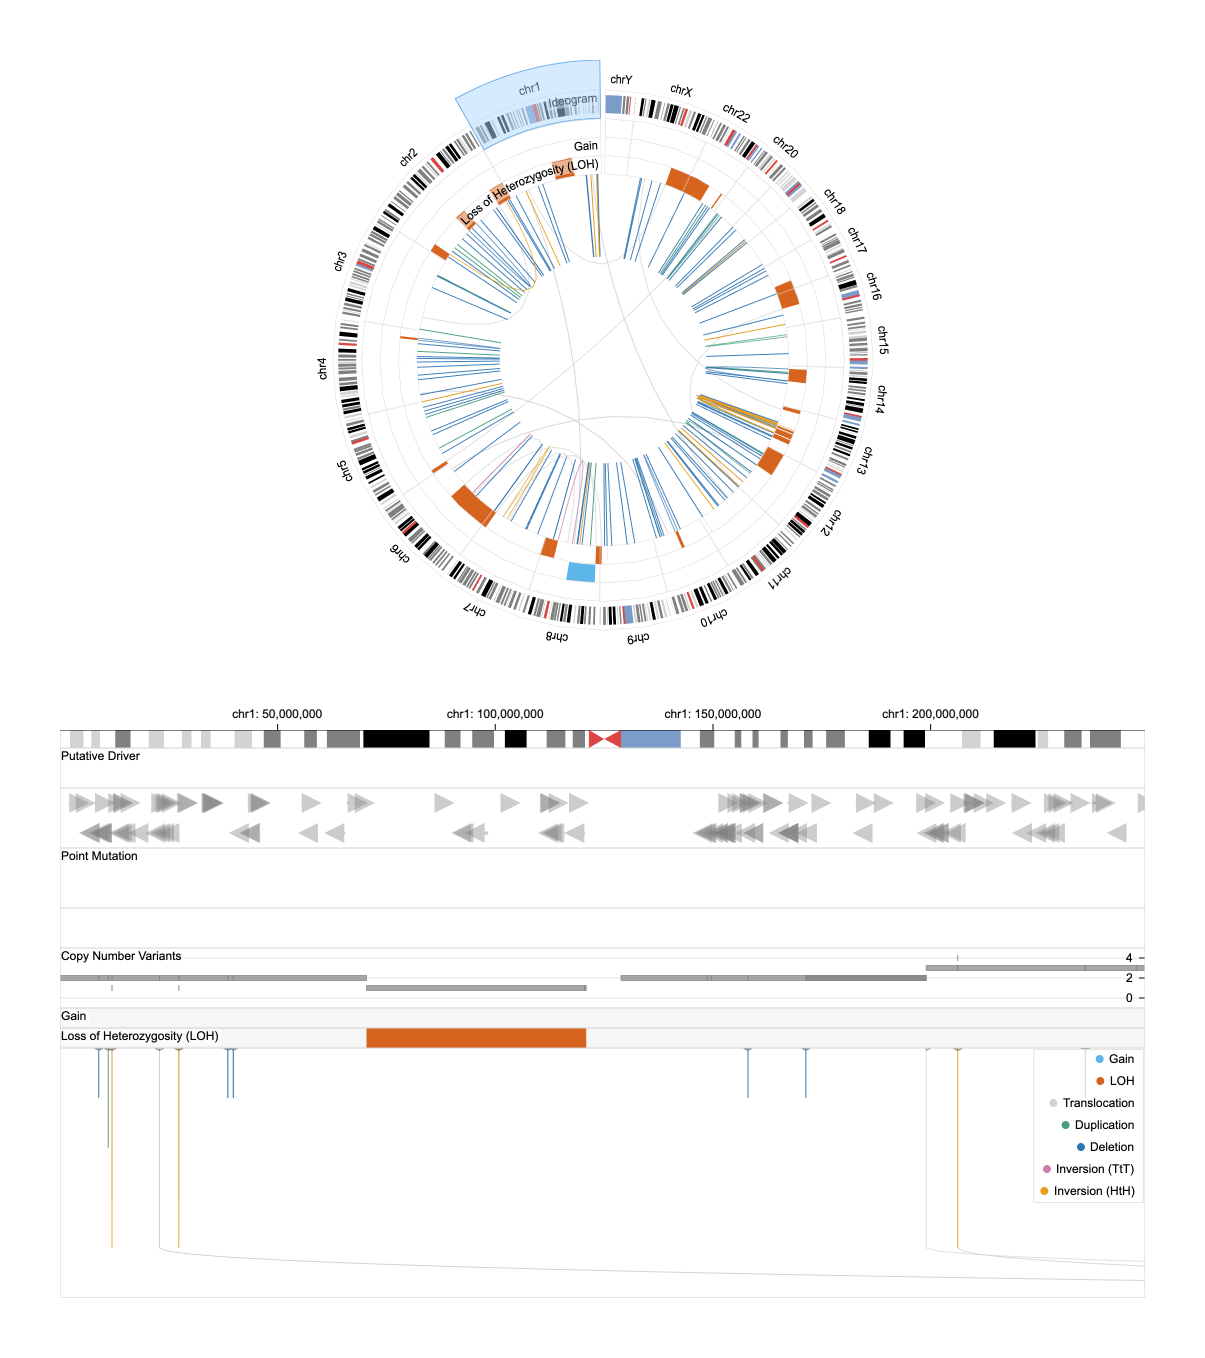 chr1
Ideogram
Gain
Loss of Heterozygosity (LOH)
chrY
chrX
chr22
chr20
chr18
chr17
chr16
chr15
chr14
chr13
chr12
chr11
chr10
chr9
chr8
chr7
chr6
chr5
chr4
chr3
chr2
chr1: 50,000,000 chr1: 100,000,000 chr1: 150,000,000 chr1: 200,000,000
Putative Driver
Point Mutation
Copy Number Variants
4
2
0
Gain
Loss of Heterozygosity (LOH)
Gain
LOH
Translocation
Duplication
Deletion
Inversion (TtT)
Inversion (HtH)